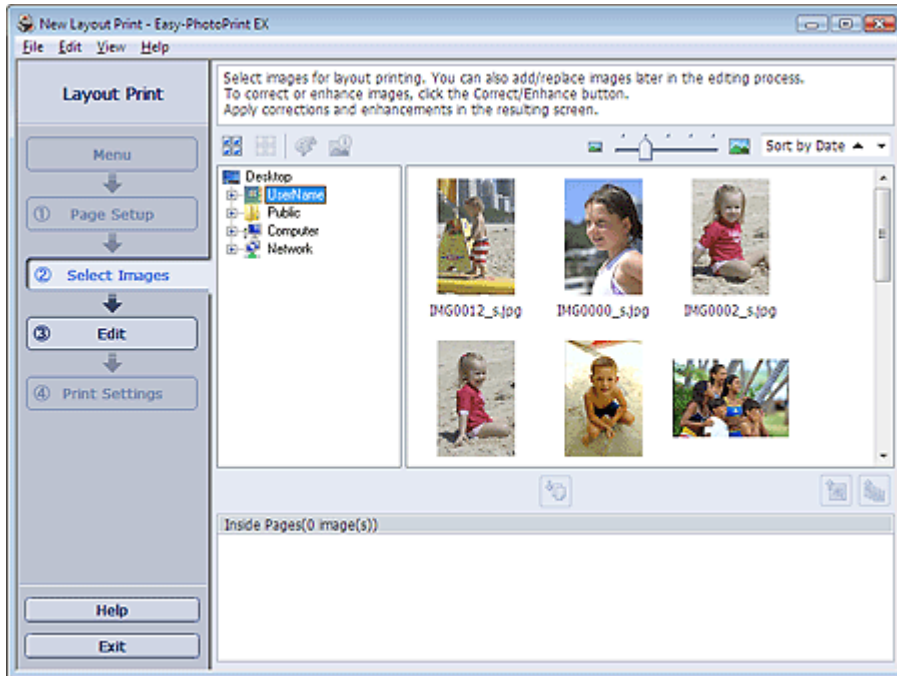 New Layout Print - Easy-PhotoPrint EX
File Edit View Help
Layout Print
Menu
① Page Setup
② Select Images
③ Edit
④ Print Settings
Help
Exit
Select images for layout printing. You can also add/replace images later in the editing process.
To correct or enhance images, click the Correct/Enhance button.
Apply corrections and enhancements in the resulting screen.
Sort by Date
Desktop
UserName
Public
Computer
Network
IMG0012_s.jpg IMG0000_s.jpg IMG0002_s.jpg
Inside Pages(0 image(s))